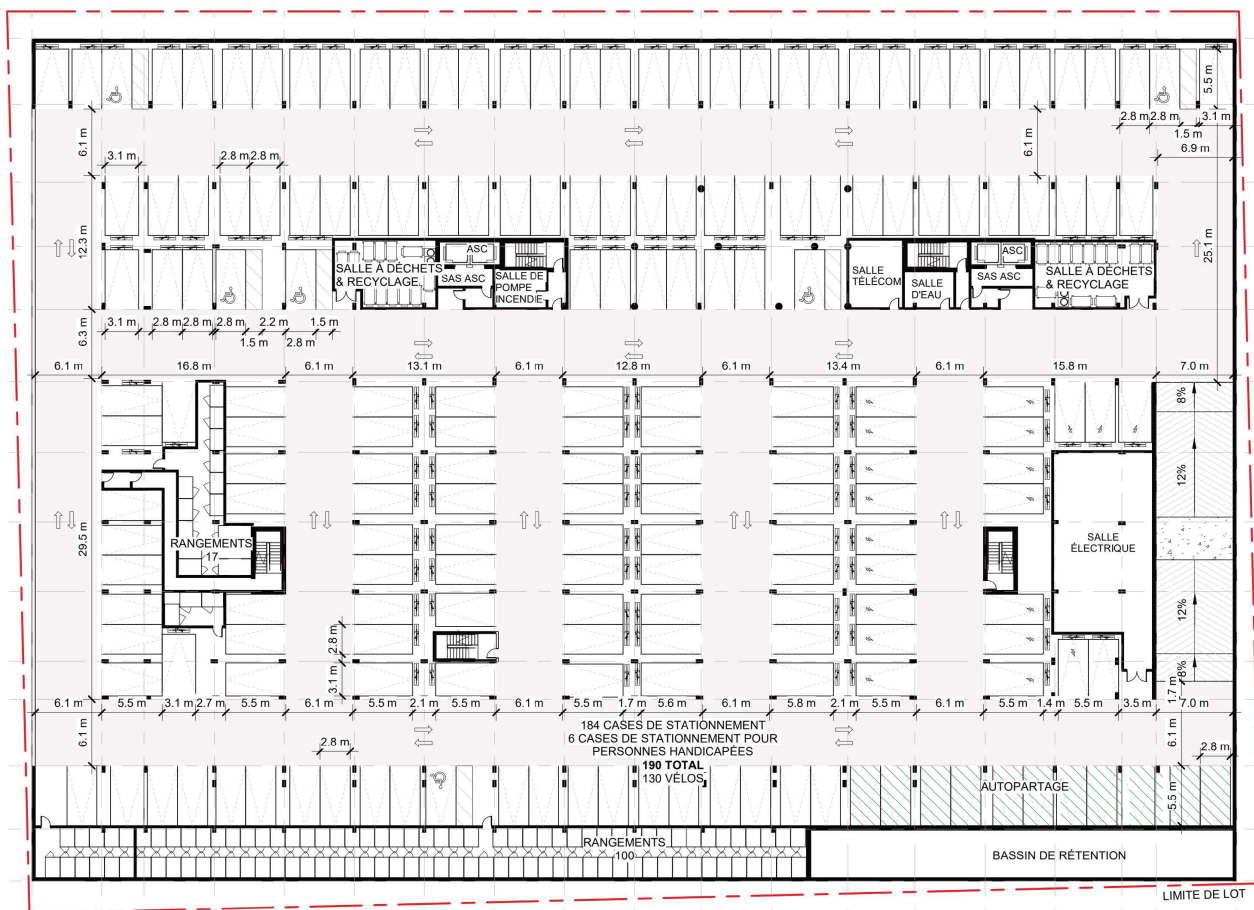 5.5 m
2.8 m
2.8 m
3.1 m
1.5 m
6.9 m
6.1 m
6.1 m
3.1 m
2.8 m
2.8 m
12.3 m
25.1 m
ASC
SALLE À DÉCHETS
& RECYCLAGE
SAS ASC
SALLE DE
POMPE
INCENDIE
SALLE
TÉLÉCOM
SALLE
D'EAU
ASC
SAS ASC
SALLE À DÉCHETS
& RECYCLAGE
6.3 m
3.1 m
2.8 m
2.8 m
2.8 m
2.2 m
1.5 m
1.5 m
2.8 m
6.1 m
16.8 m
6.1 m
13.1 m
6.1 m
12.8 m
6.1 m
13.4 m
6.1 m
15.8 m
7.0 m
8%
12%
29.5 m
RANGEMENTS
17
SALLE
ÉLECTRIQUE
12%
2.8 m
3.1 m
8%
1.7 m
6.1 m
5.5 m
3.1 m
2.7 m
5.5 m
6.1 m
5.5 m
2.1 m
5.5 m
6.1 m
5.5 m
1.7 m
5.6 m
6.1 m
5.8 m
2.1 m
5.5 m
6.1 m
5.5 m
1.4 m
5.5 m
3.5 m
7.0 m
184 CASES DE STATIONNEMENT
6 CASES DE STATIONNEMENT POUR
PERSONNES HANDICAPÉES
190 TOTAL
130 VÉLOS
6.1 m
2.8 m
6.1 m
2.8 m
AUTOPARTAGE
5.5 m
RANGEMENTS
100
BASSIN DE RÉTENTION
LIMITE DE LOT